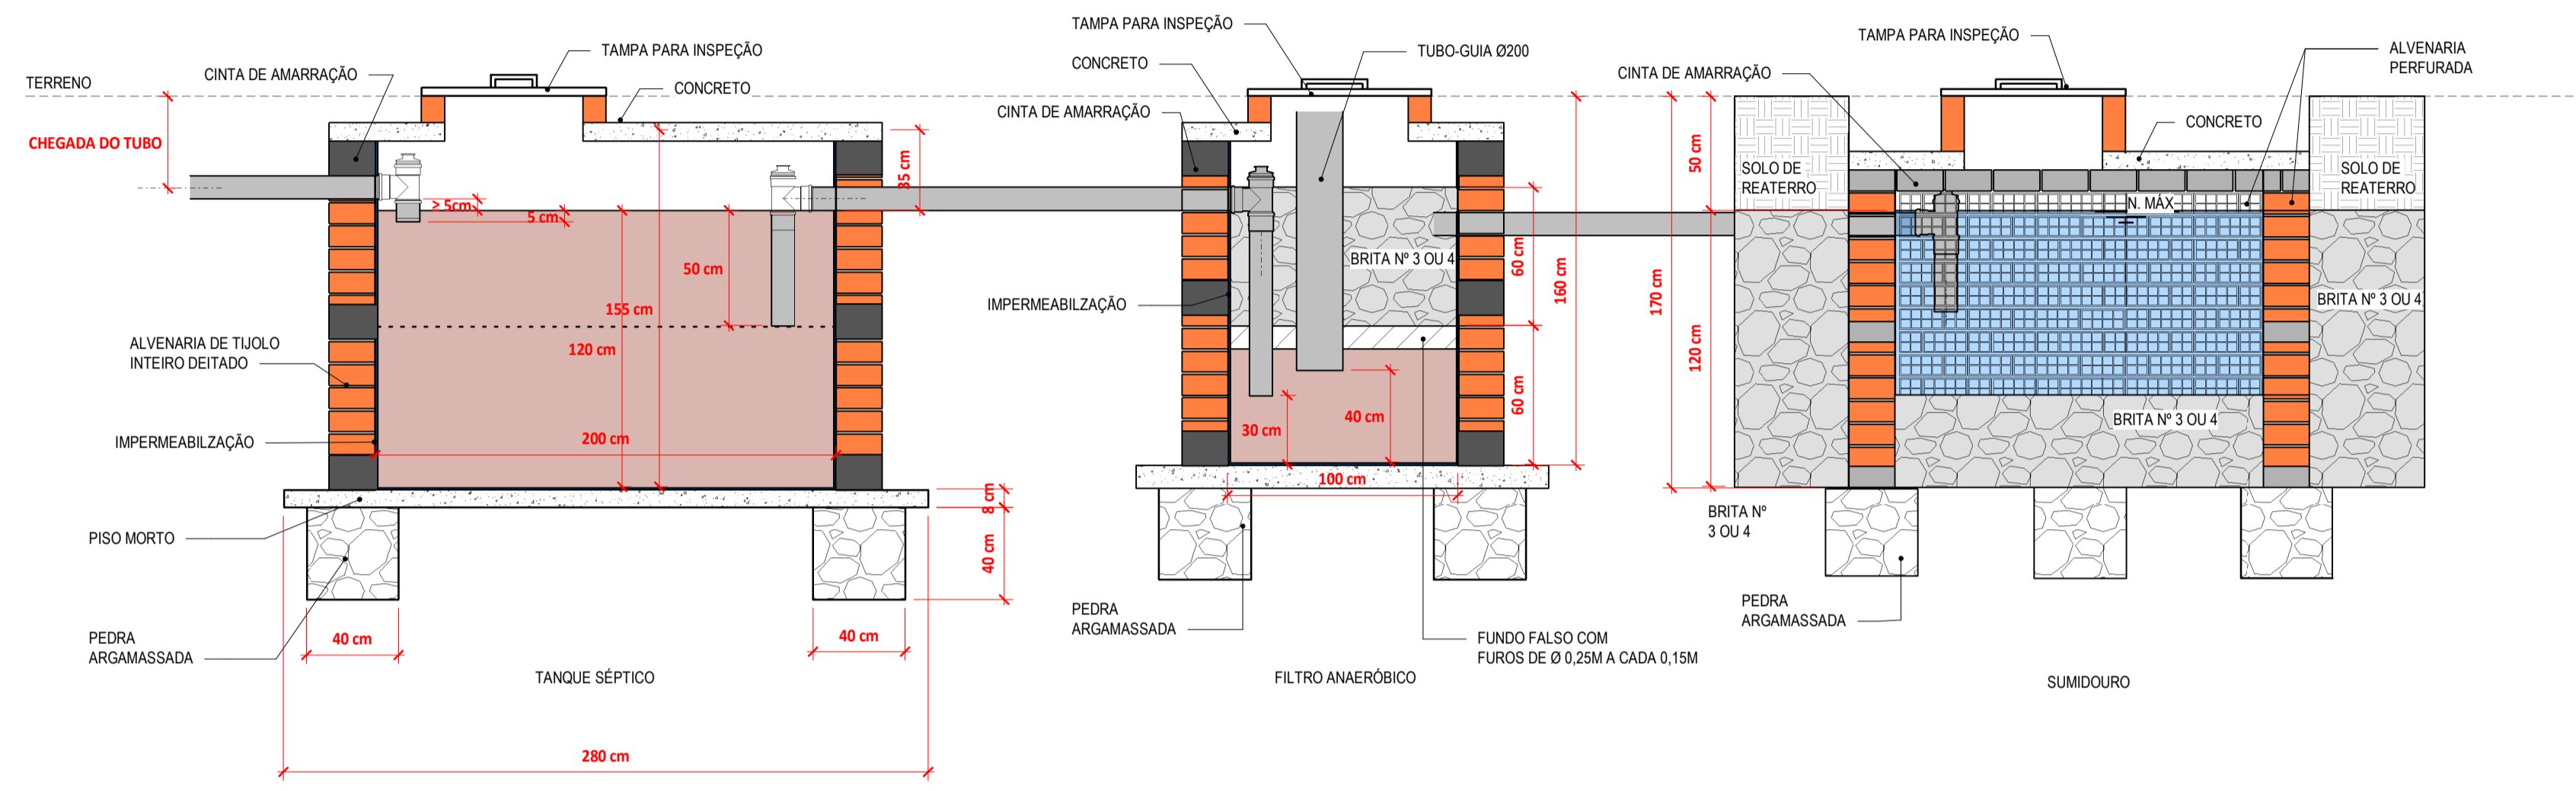 TERRENO
CINTA DE AMARRAÇÃO
TAMPA PARA INSPEÇÃO
CONCRETO
CHEGADA DO TUBO
> 5cm
5 cm
35 cm
50 cm
155 cm
120 cm
200 cm
ALVENARIA DE TIJOLO
INTEIRO DEITADO
IMPERMEABILZAÇÃO
PISO MORTO
8 cm
40 cm
PEDRA
ARGAMASSADA
40 cm
40 cm
TANQUE SÉPTICO
280 cm
TAMPA PARA INSPEÇÃO
CONCRETO
TUBO-GUIA Ø200
CINTA DE AMARRAÇÃO
BRITA Nº 3 OU 4
IMPERMEABILZAÇÃO
60 cm
160 cm
60 cm
40 cm
30 cm
100 cm
PEDRA
ARGAMASSADA
FUNDO FALSO COM
FUROS DE Ø 0,25M A CADA 0,15M
FILTRO ANAERÓBICO
TAMPA PARA INSPEÇÃO
ALVENARIA
PERFURADA
CINTA DE AMARRAÇÃO
CONCRETO
50 cm
SOLO DE
REATERRO
SOLO DE
REATERRO
N. MÁX
170 cm
120 cm
BRITA Nº 3 OU 4
BRITA Nº 3 OU 4
BRITA Nº
3 OU 4
PEDRA
ARGAMASSADA
SUMIDOURO